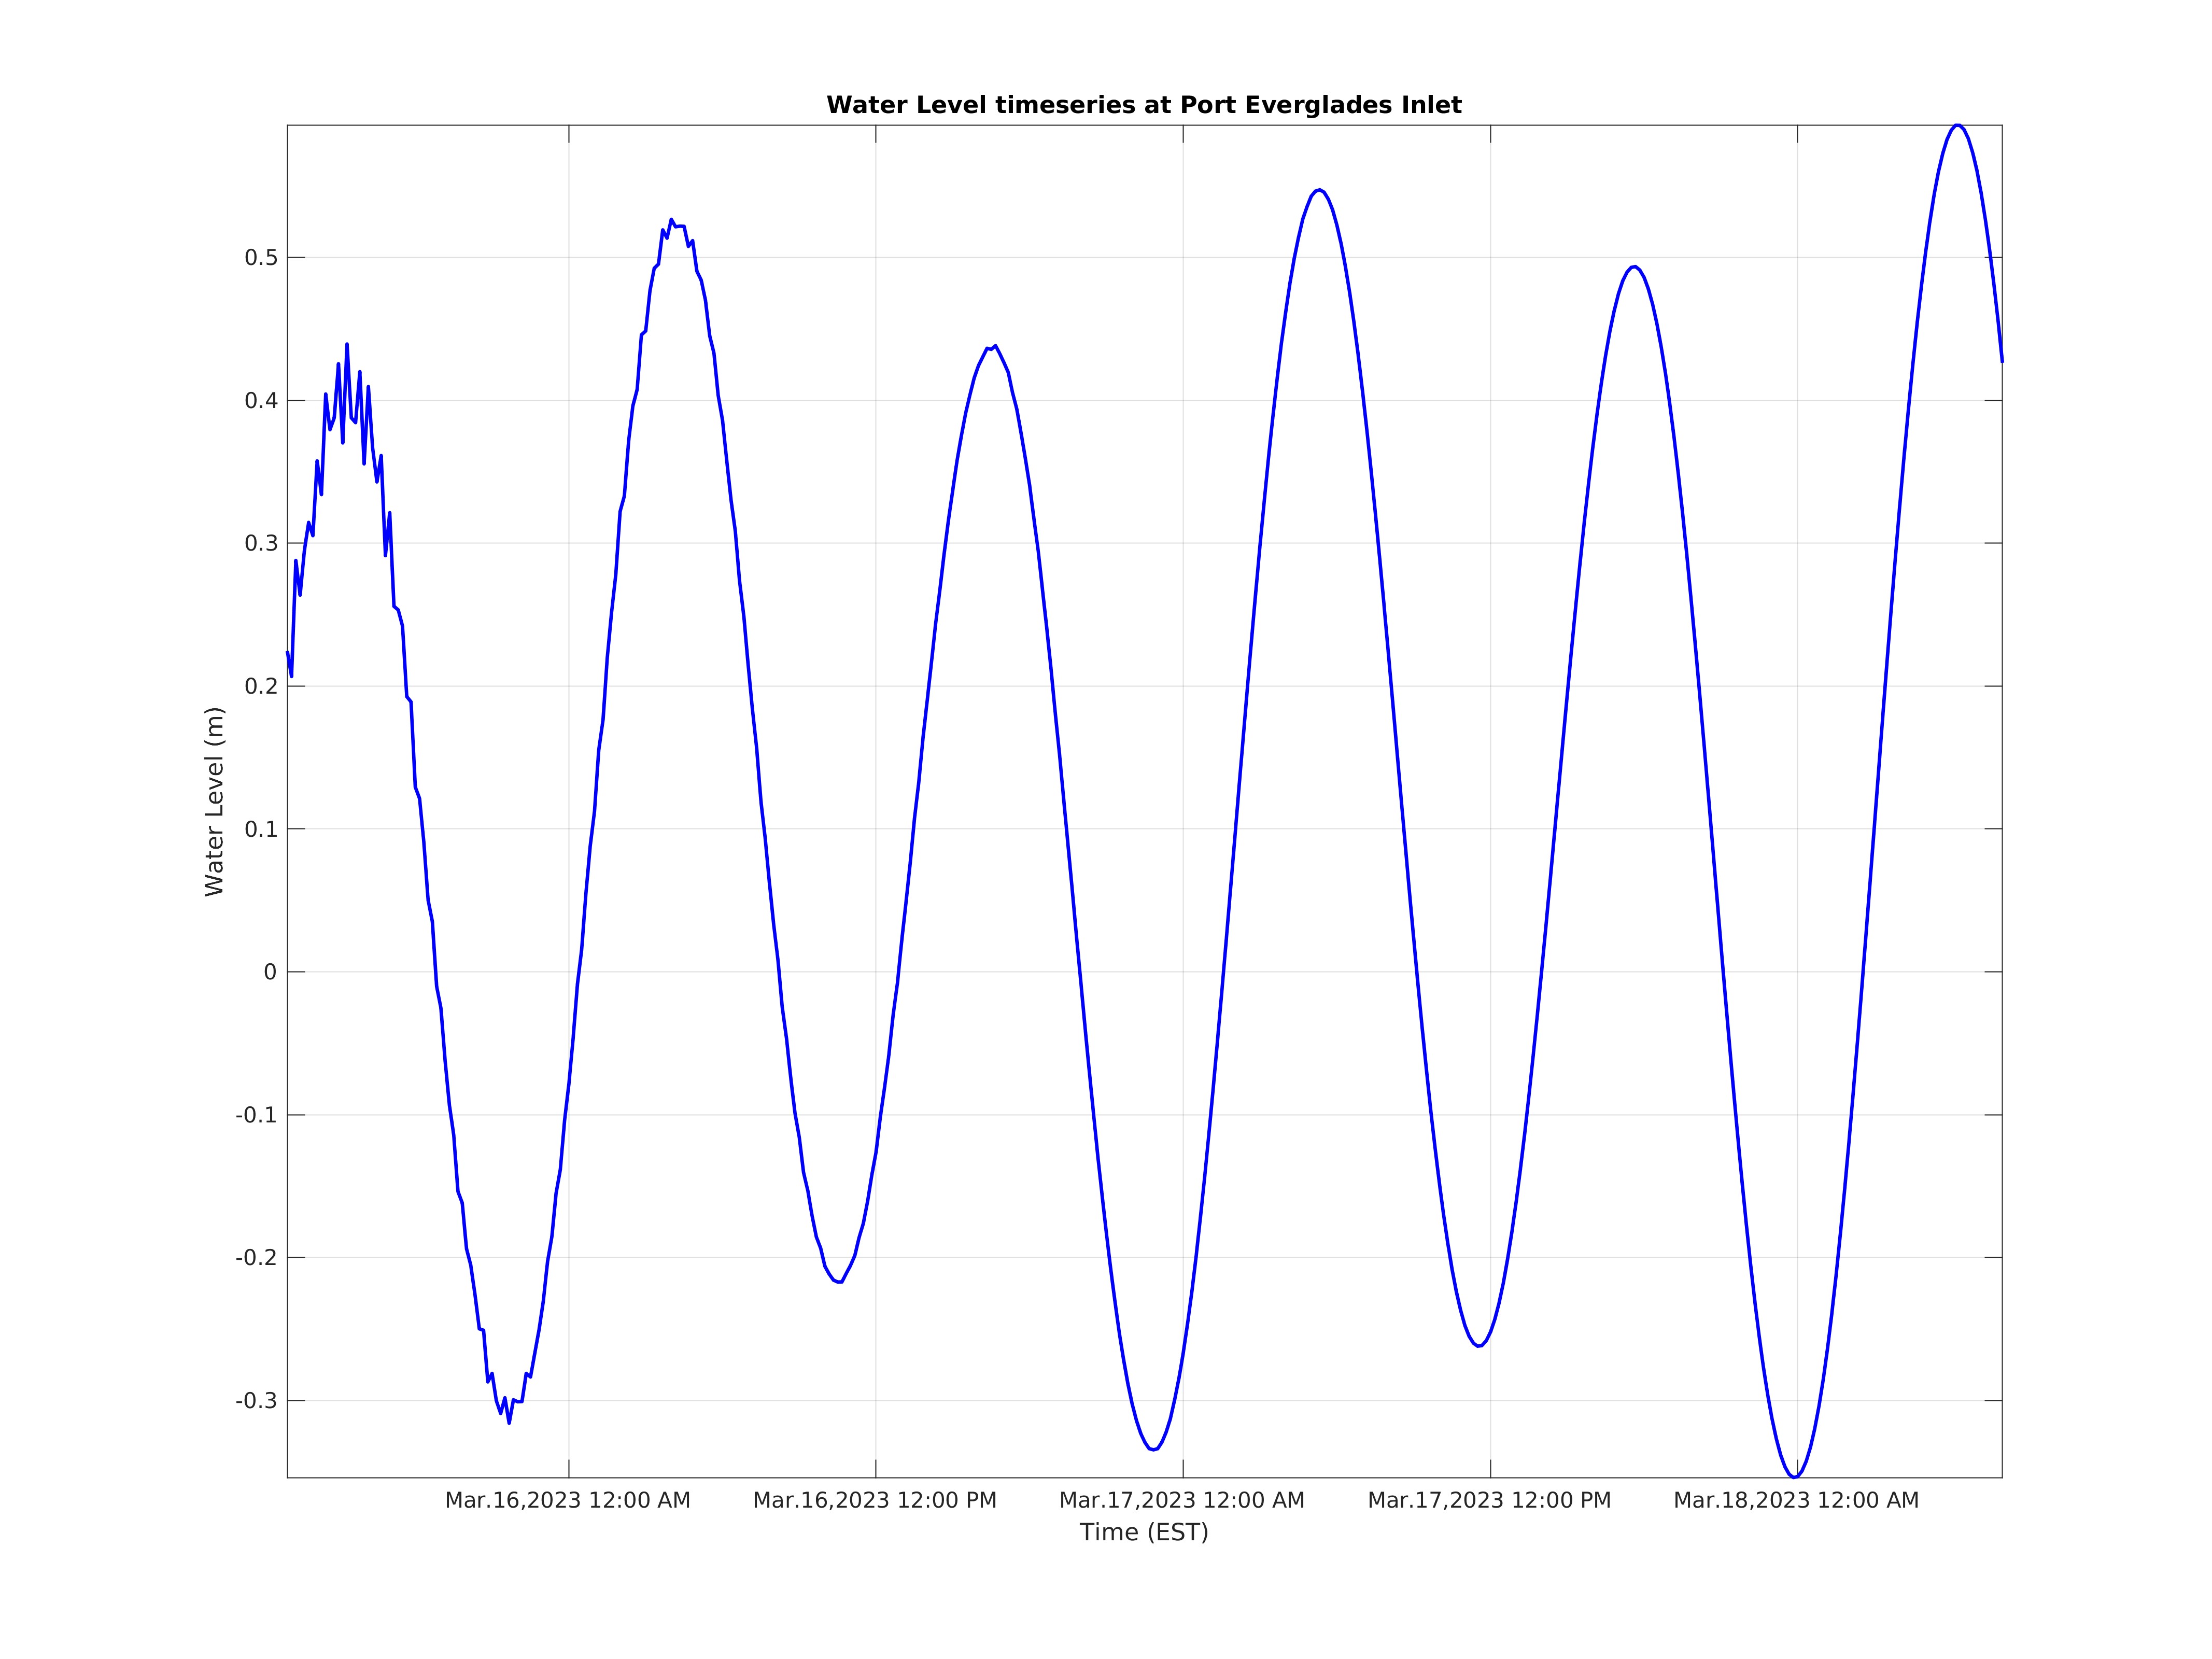 Water Level timeseries at Port Everglades Inlet
0.5
0.4
0.3
0.2
0.1
0
-0.1
-0.2
-0.3
Water Level (m)
Mar.16,2023 12:00 AM
Mar.16,2023 12:00 PM
Mar.17,2023 12:00 AM
Mar.17,2023 12:00 PM
Mar.18,2023 12:00 AM
Time (EST)